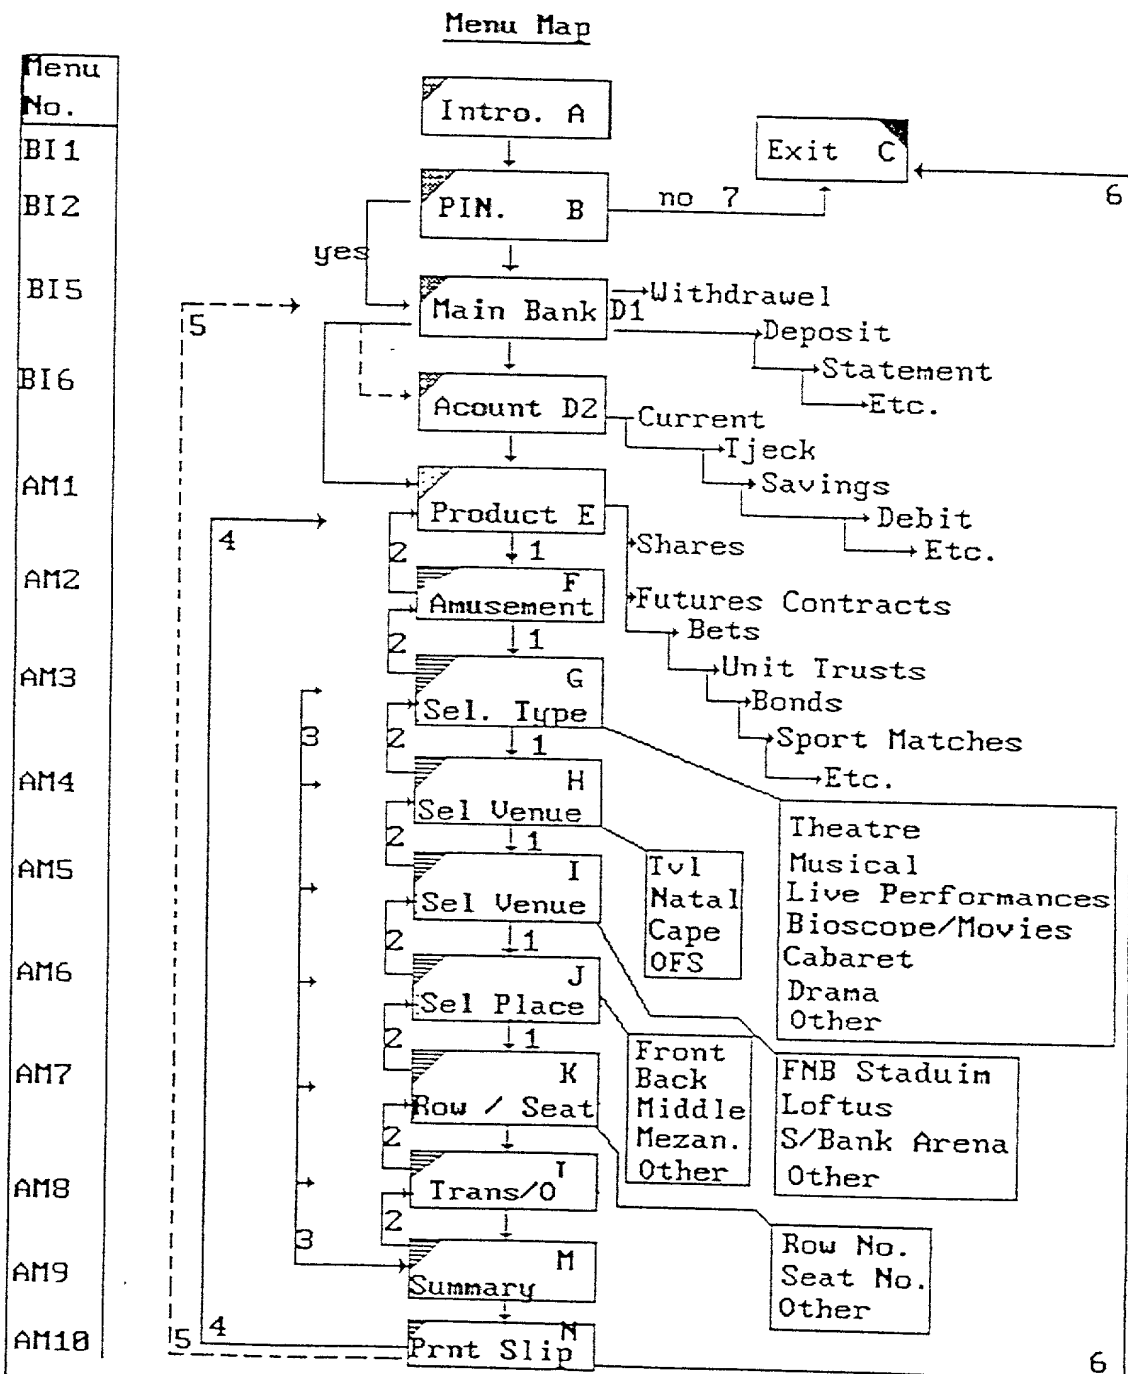 Menu Map
Menu
No.
Intro. A
BI1
Exit C
BI2
PIN. B
no 7
6
yes
BI5
5
Main Bank D1
Withdrawel
Deposit
Statement
Etc.
BI6
Acount D2
Current
Tjeck
Savings
Debit
Etc.
AM1
4
Product E
2
1
Shares
AM2
F
Amusement
Futures Contracts
Bets
2
1
Unit Trusts
Bonds
Sport Matches
Etc.
AM3
G
Sel. Type
3
2
1
AM4
H
Sel Venue
2
1
Theatre
Musical
Live Performances
Bioscope/Movies
Cabaret
Drama
Other
Tvl
Natal
Cape
OFS
AM5
I
Sel Venue
2
1
AM6
J
Sel Place
2
1
Front
Back
Middle
Mezan.
Other
FNB Staduim
Loftus
S/Bank Arena
Other
AM7
K
Row / Seat
2
AM8
Trans/O
2
3
Row No.
Seat No.
Other
AM9
M
Summary
4
AM10
5
N
Prnt Slip
6